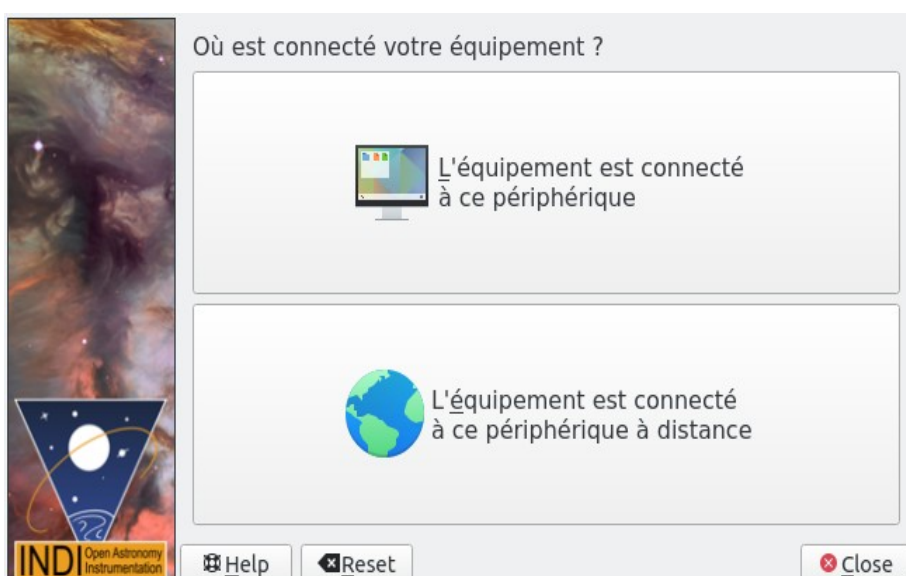 Où est connecté votre équipement ?
L'équipement est connecté
à ce périphérique
L'équipement est connecté
à ce périphérique à distance
INDI Open Astronomy
Instrumentation
Help
Reset
Close